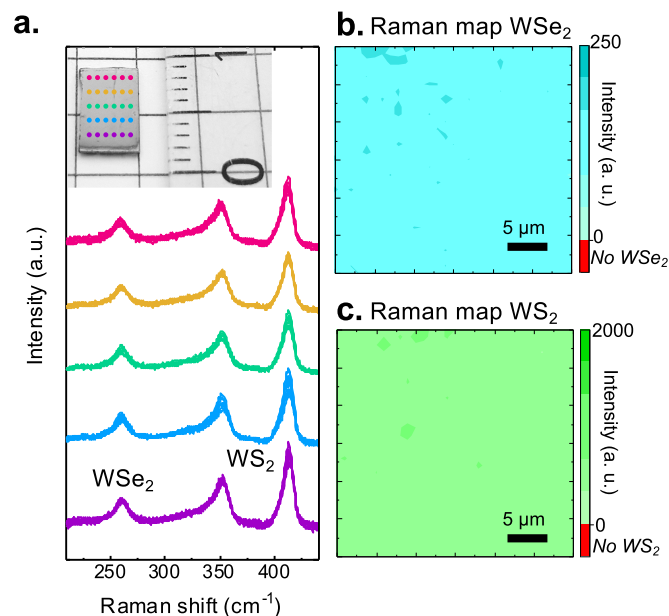 a.
Intensity (a.u.)
0
WSe2
WS2
250
300
350
400
Raman shift (cm-1)
b. Raman map WSe2
250
Intensity (a. u.)
0
No WSe2
5 µm
c. Raman map WS2
2000
Intensity (a. u.)
0
No WS2
5 µm